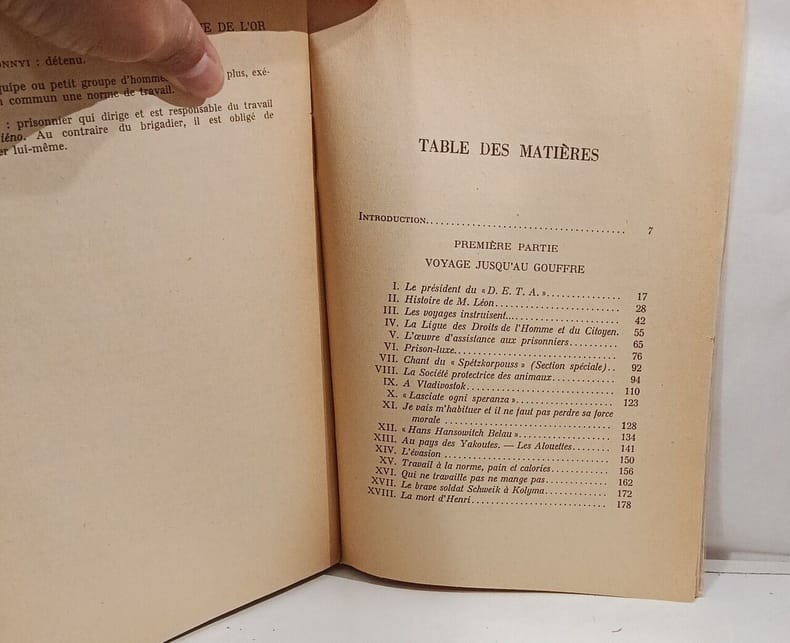 E DE L'OR
ONNYI : détenu.
quipe ou petit groupe d'homme plus, exé-
n commun une norme de travail.
: prisonnier qui dirige et est responsable du travail
iéno. Au contraire du brigadier, il est obligé de
er lui-même.
TABLE DES MATIÈRES
INTRODUCTION.......... 7
PREMIÈRE PARTIE
VOYAGE JUSQU'AU GOUFFRE
I. Le président du « D. E. T. A. ».......... 17
II. Histoire de M. Léon.......... 28
III. Les voyages instruisent.......... 42
IV. La Ligue des Droits de l'Homme et du Citoyen. 55
V. L'œuvre d'assistance aux prisonniers.......... 65
VI. Prison-luxe.......... 76
VII. Chant du « Spétzkorpouss » (Section spéciale).. 92
VIII. La Société protectrice des animaux.......... 94
IX. A Vladivostok.......... 110
X. « Lasciate ogni speranza ».......... 123
XI. Je vais m'habituer et il ne faut pas perdre sa force
morale .......... 128
XII. « Hans Hansowitch Belau ».......... 134
XIII. Au pays des Yakoutes. — Les Alouettes.......... 141
XIV. L'évasion .......... 150
XV. Travail à la norme, pain et calories.......... 156
XVI. Qui ne travaille pas ne mange pas.......... 162
XVII. Le brave soldat Schweik à Kolyma.......... 172
XVIII. La mort d'Henri.......... 178